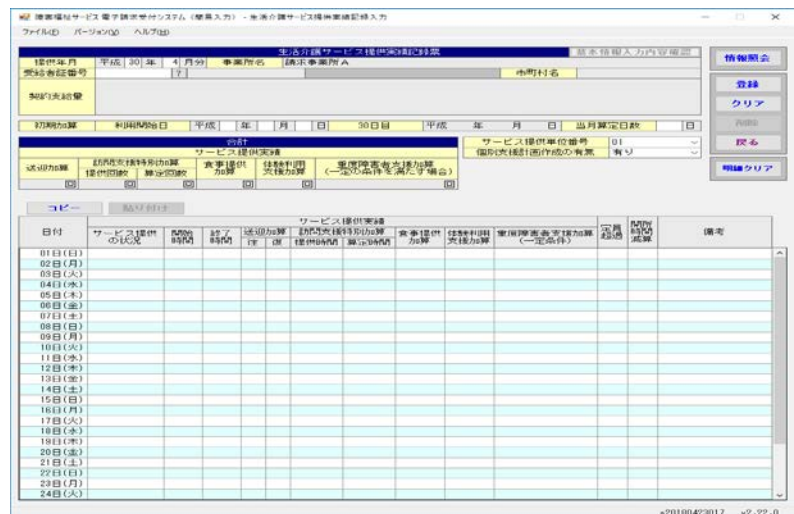 障害福祉サービス電子請求受付システム（簡易入力） - 生活介護サービス提供実績記録入力
ファイル(F) バージョン(V) ヘルプ(H)
生活介護サービス提供実績記録票 基本情報入力内容確認
提供年月 平成 30 年 4 月分 事業所名 請求事業所A
受給者証番号 ? 市町村名
契約支給量
初期加算 利用開始日 平成 年 月 日 30日目 平成 年 月 日 当月算定日数 日
合計
サービス提供実績
送迎加算 訪問支援特別加算 食事提供加算 体験利用支援加算 重度障害者支援加算（一定の条件を満たす場合）
提供回数 算定回数
回 回 回 回 回 回
サービス提供単位番号 01
個別支援計画作成の有無 有り
情報照会
登録
クリア
削除
戻る
明細クリア
コピー 貼り付け
日付 サービス提供実績 定員超過 開所時間減算 備考
サービス提供の状況 開始時間 終了時間 送迎加算 訪問支援特別加算 食事提供加算 体験利用支援加算 重度障害者支援加算（一定条件）
往 復 提供時間 算定時間
01日(日)
02日(月)
03日(火)
04日(水)
05日(木)
06日(金)
07日(土)
08日(日)
09日(月)
10日(火)
11日(水)
12日(木)
13日(金)
14日(土)
15日(日)
16日(月)
17日(火)
18日(水)
19日(木)
20日(金)
21日(土)
22日(日)
23日(月)
24日(火)
v2.22.0